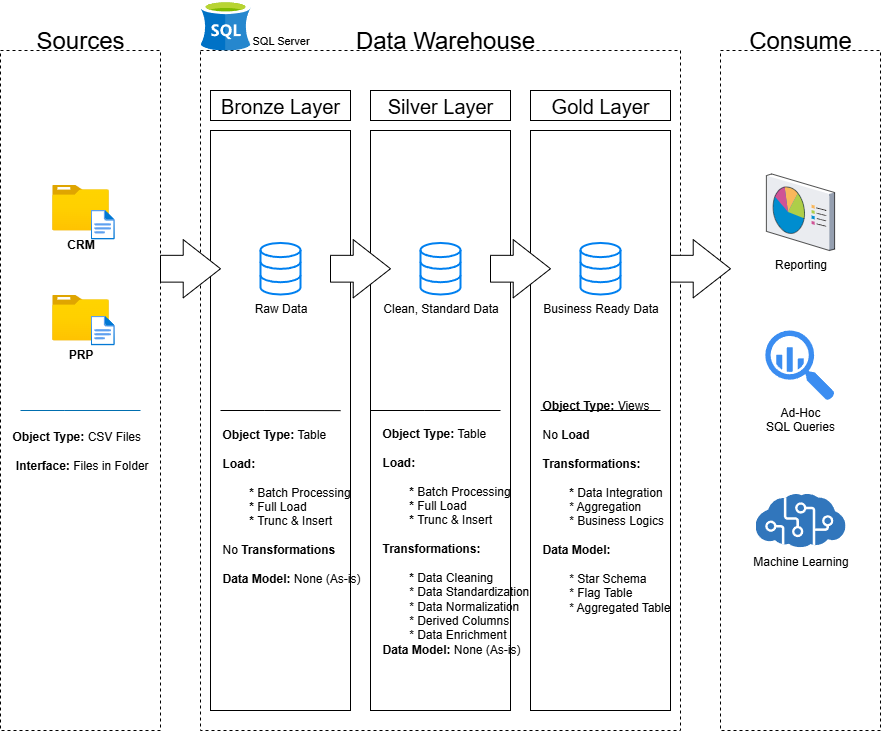 Sources
SQL
SQL Server
Data Warehouse
Consume
Bronze Layer
Silver Layer
Gold Layer
CRM
PRP
Object Type: CSV Files
Interface: Files in Folder
Raw Data
Object Type: Table
Load:
* Batch Processing
* Full Load
* Trunc & Insert
No Transformations
Data Model: None (As-is)
Clean, Standard Data
Object Type: Table
Load:
* Batch Processing
* Full Load
* Trunc & Insert
Transformations:
* Data Cleaning
* Data Standardization
* Data Normalization
* Derived Columns
* Data Enrichment
Data Model: None (As-is)
Business Ready Data
Object Type: Views
No Load
Transformations:
* Data Integration
* Aggregation
* Business Logics
Data Model:
* Star Schema
* Flag Table
* Aggregated Table
Reporting
Ad-Hoc
SQL Queries
Machine Learning